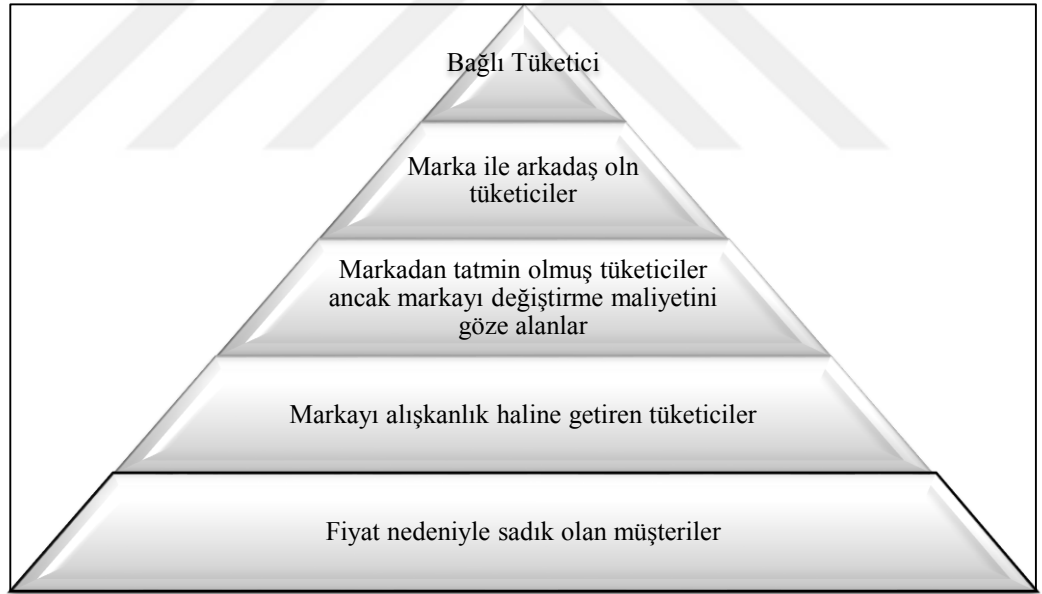 Bağlı Tüketici
Marka ile arkadaş oln
tüketiciler
Markadan tatmin olmuş tüketiciler
ancak markayı değiştirme maliyetini
göze alanlar
Markayı alışkanlık haline getiren tüketiciler
Fiyat nedeniyle sadık olan müşteriler